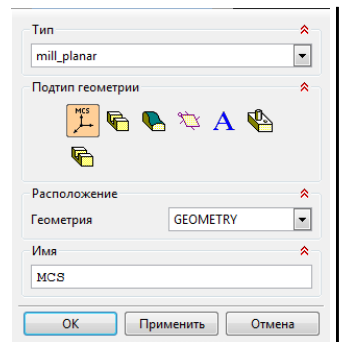 Тип
mill_planar
Подтип геометрии
MCS
A
Расположение
Геометрия GEOMETRY
Имя
MCS
OK Применить Отмена